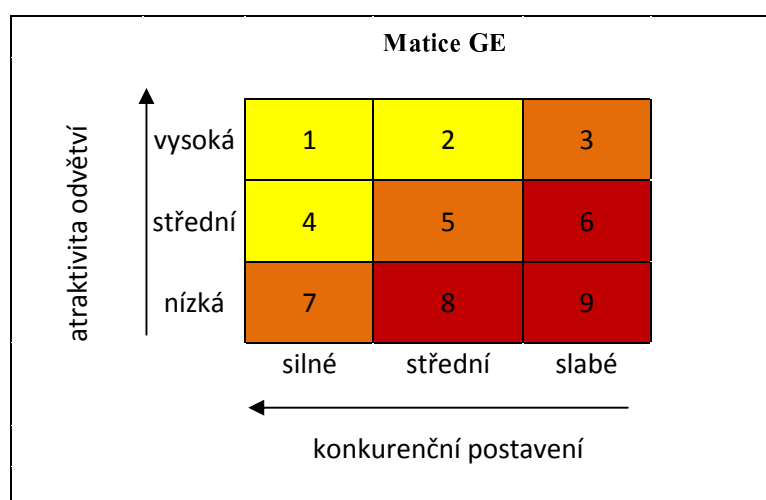 Matice GE
atraktivita odvětví
vysoká 1 2 3
střední 4 5 6
nízká 7 8 9
silné střední slabé
konkurenční postavení